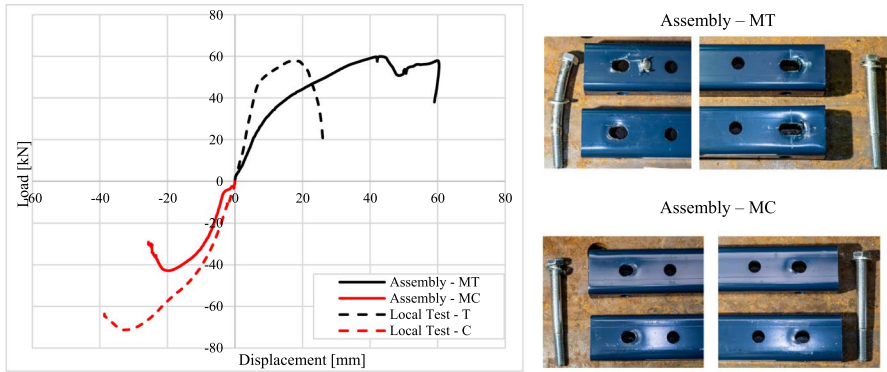 80
60
40
20
0
-20
-40
-60
-80
-60
-40
-20
0
20
40
60
80
Load [kN]
Displacement [mm]
Assembly - MT
Assembly - MC
Local Test - T
Local Test - C
Assembly – MT
Assembly – MC